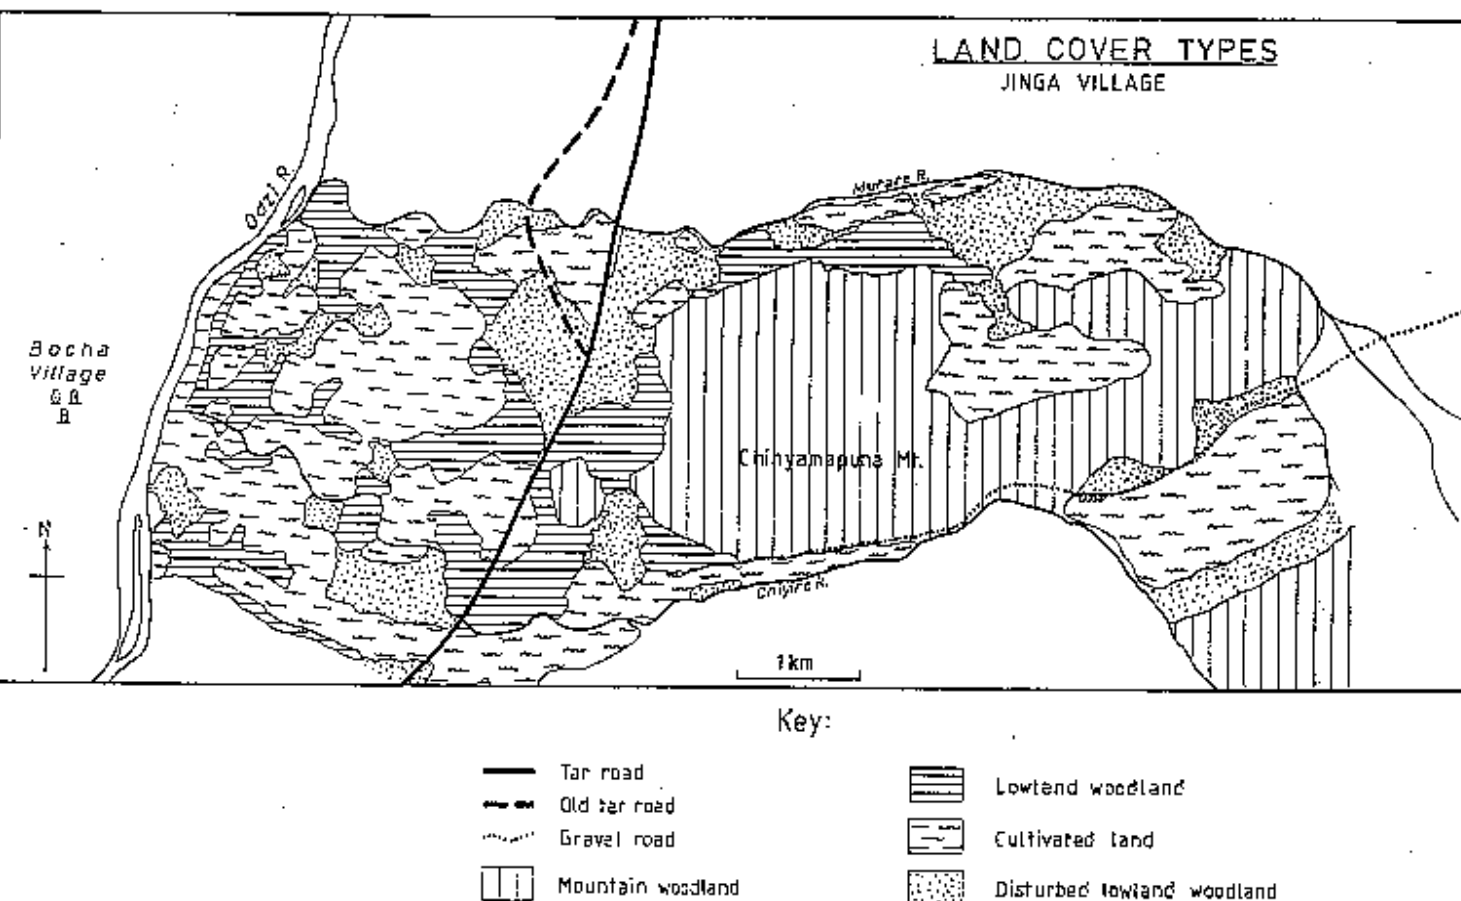 LAND COVER TYPES
JINGA VILLAGE
Odzi R.
Mutare R.
Bocha
Village
Chinyamapuna Mt.
N
1km
Key:
Tar road
Old tar road
Gravel road
Mountain woodland
Lowland woodland
Cultivated land
Disturbed lowland woodland